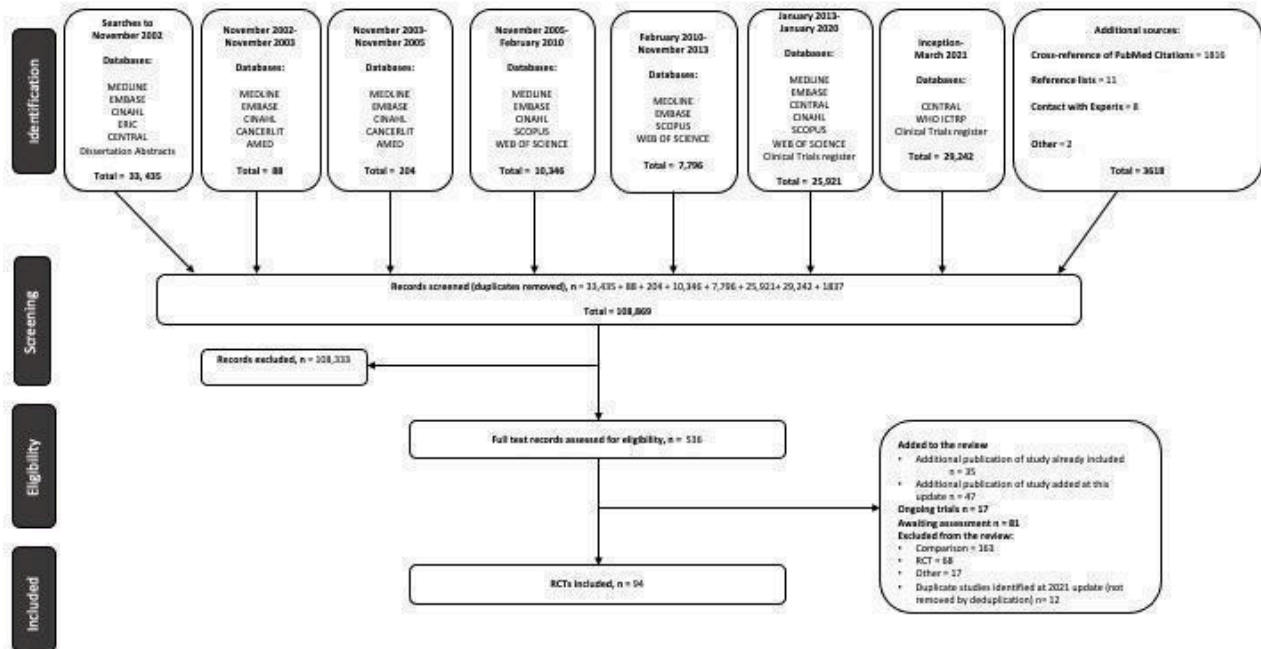 Identification
Searches to
November 2002
Databases:
MEDLINE
EMBASE
CINAHL
ERIC
CENTRAL
Dissertation Abstracts
Total = 33, 435
November 2002-
November 2003
Databases:
MEDLINE
EMBASE
CINAHL
CANCERLIT
AMED
Total = 88
November 2003-
November 2005
Databases:
MEDLINE
EMBASE
CINAHL
CANCERLIT
AMED
Total = 204
November 2005-
February 2010
Databases:
MEDLINE
EMBASE
CINAHL
SCOPUS
WEB OF SCIENCE
Total = 10,346
February 2010-
November 2013
Databases:
MEDLINE
EMBASE
SCOPUS
WEB OF SCIENCE
Total = 7,796
January 2013-
January 2020
Databases:
MEDLINE
EMBASE
CENTRAL
CINAHL
SCOPUS
WEB OF SCIENCE
Clinical Trials register
Total = 25,921
Inception-
March 2021
Databases:
CENTRAL
WHO ICTRP
Clinical Trials register
Total = 29,242
Additional sources:
Cross-reference of PubMed Citations = 1816
Reference lists = 11
Contact with Experts = 8
Other = 2
Total = 3618
Screening
Records screened (duplicates removed), n = 33,435 + 88 + 204 + 10,346 + 7,796 + 25,921+ 29,242 + 1837
Total = 108,869
Records excluded, n = 108,333
Eligibility
Full text records assessed for eligibility, n = 536
Added to the review
• Additional publication of study already included
n = 35
• Additional publication of study added at this
update n = 47
Ongoing trials n = 17
Awaiting assessment n = 81
Excluded from the review:
• Comparison = 163
• RCT = 68
• Other = 17
• Duplicate studies identified at 2021 update (not
removed by deduplication) n= 12
Included
RCTs included, n = 94